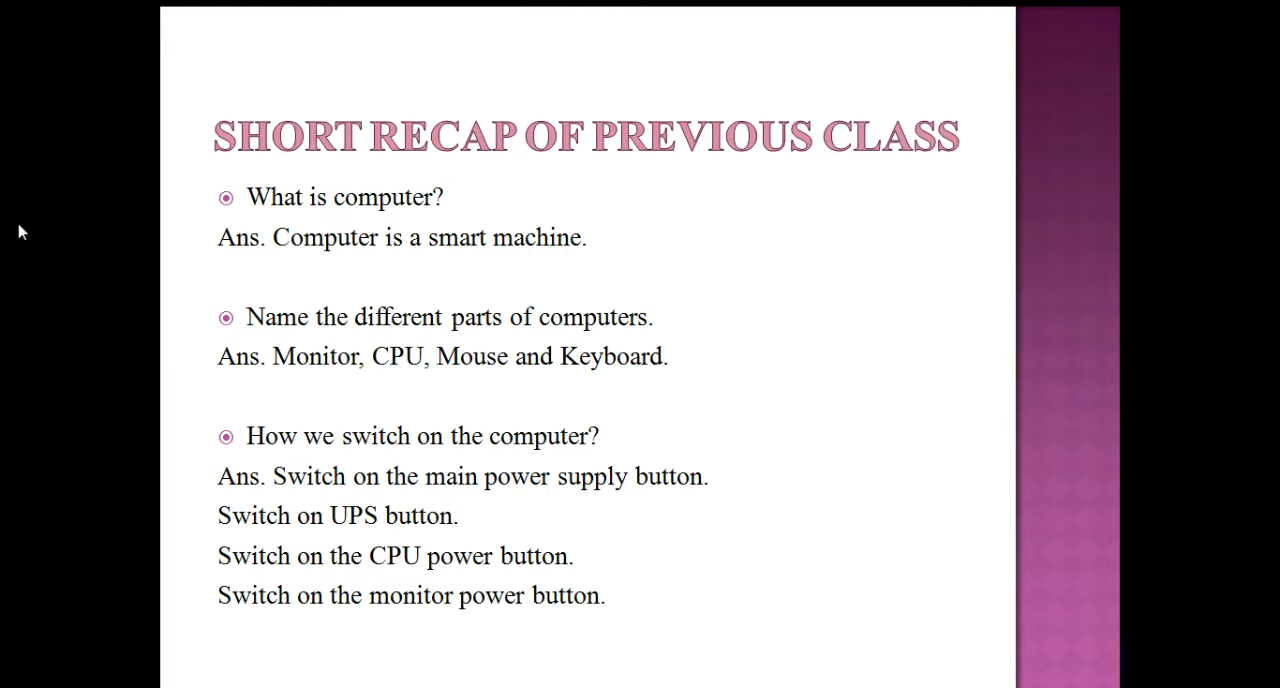 SHORT RECAP OF PREVIOUS CLASS
What is computer?
Ans. Computer is a smart machine.
Name the different parts of computers.
Ans. Monitor, CPU, Mouse and Keyboard.
How we switch on the computer?
Ans. Switch on the main power supply button.
Switch on UPS button.
Switch on the CPU power button.
Switch on the monitor power button.